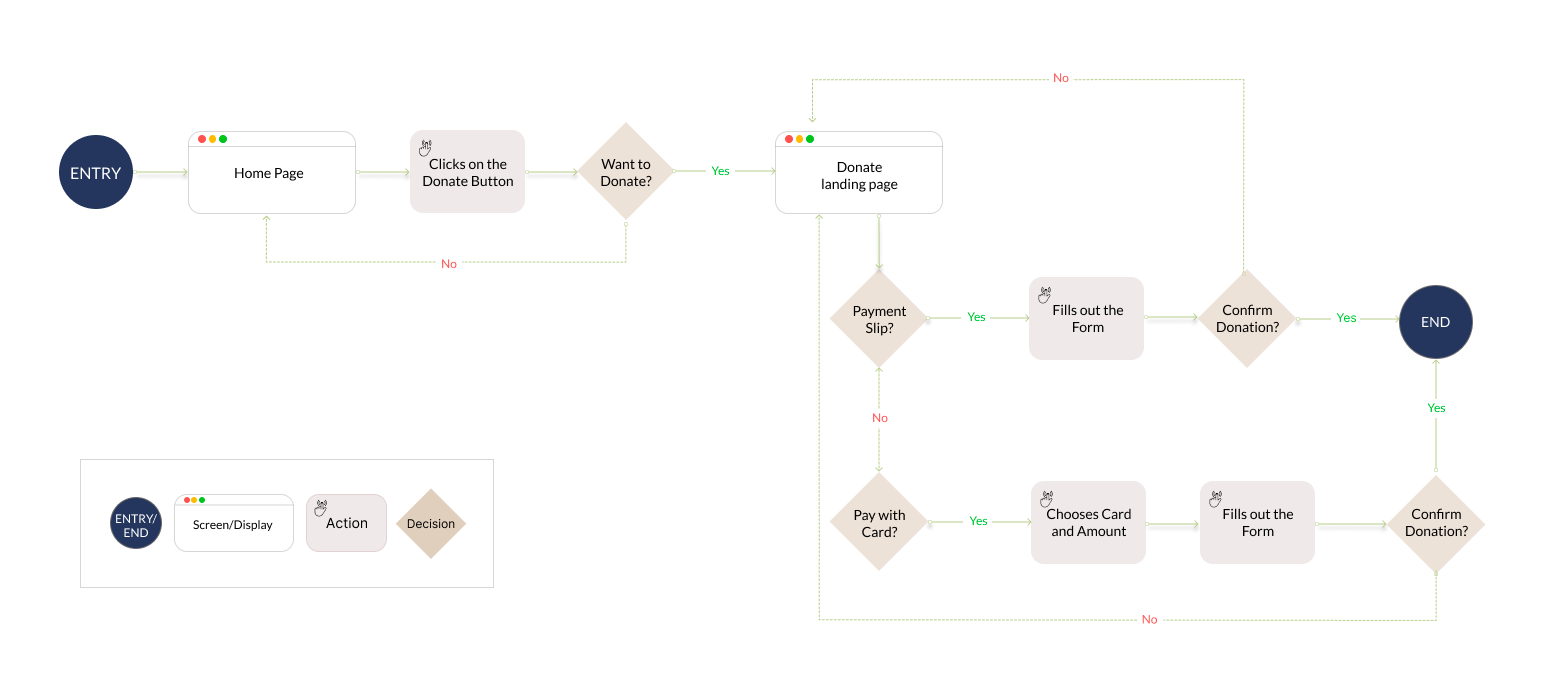 No
ENTRY
Home Page
Clicks on the
Donate Button
Want to
Donate?
Yes
Donate
landing page
No
Payment
Slip?
Yes
Fills out the
Form
Confirm
Donation?
Yes
END
No
Yes
ENTRY/
END
Screen/Display
Action
Decision
Pay with
Card?
Yes
Chooses Card
and Amount
Fills out the
Form
Confirm
Donation?
No